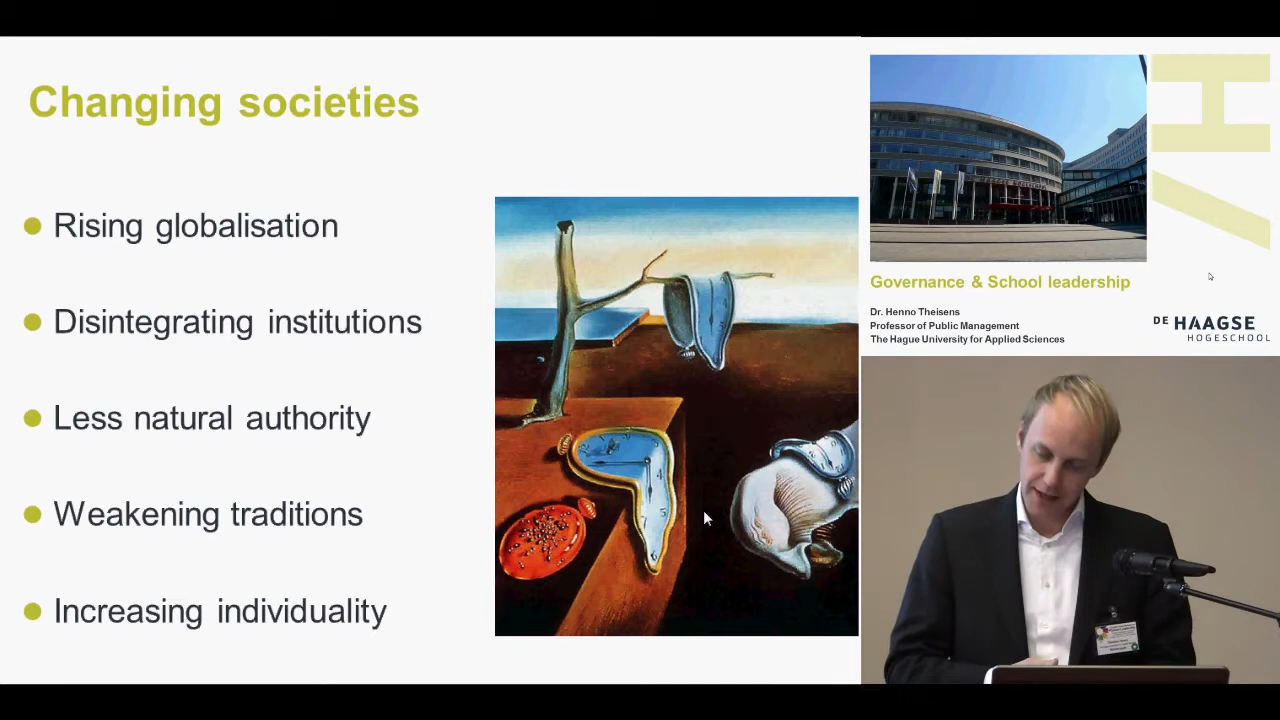 Changing societies
Rising globalisation
Disintegrating institutions
Less natural authority
Weakening traditions
Increasing individuality
H/
Governance & School leadership
Dr. Henno Theisens
Professor of Public Management
The Hague University for Applied Sciences
DE HAAGSE
HOGESCHOOL